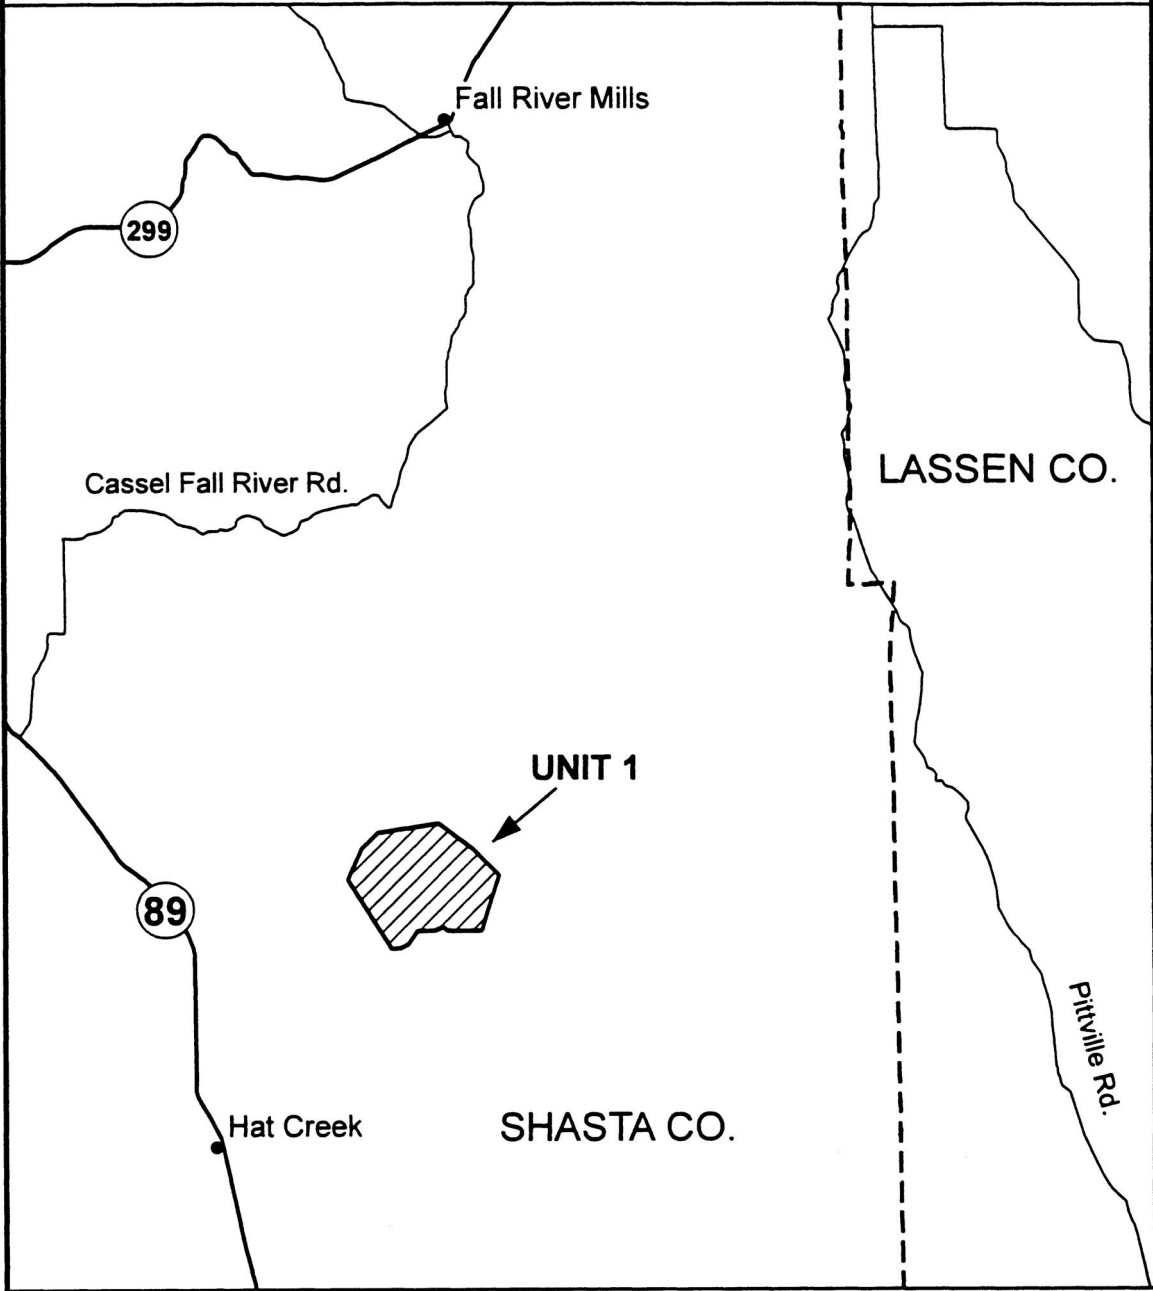 Fall River Mills
299
LASSEN CO.
Cassel Fall River Rd.
UNIT 1
89
Pittville Rd.
Hat Creek
SHASTA CO.